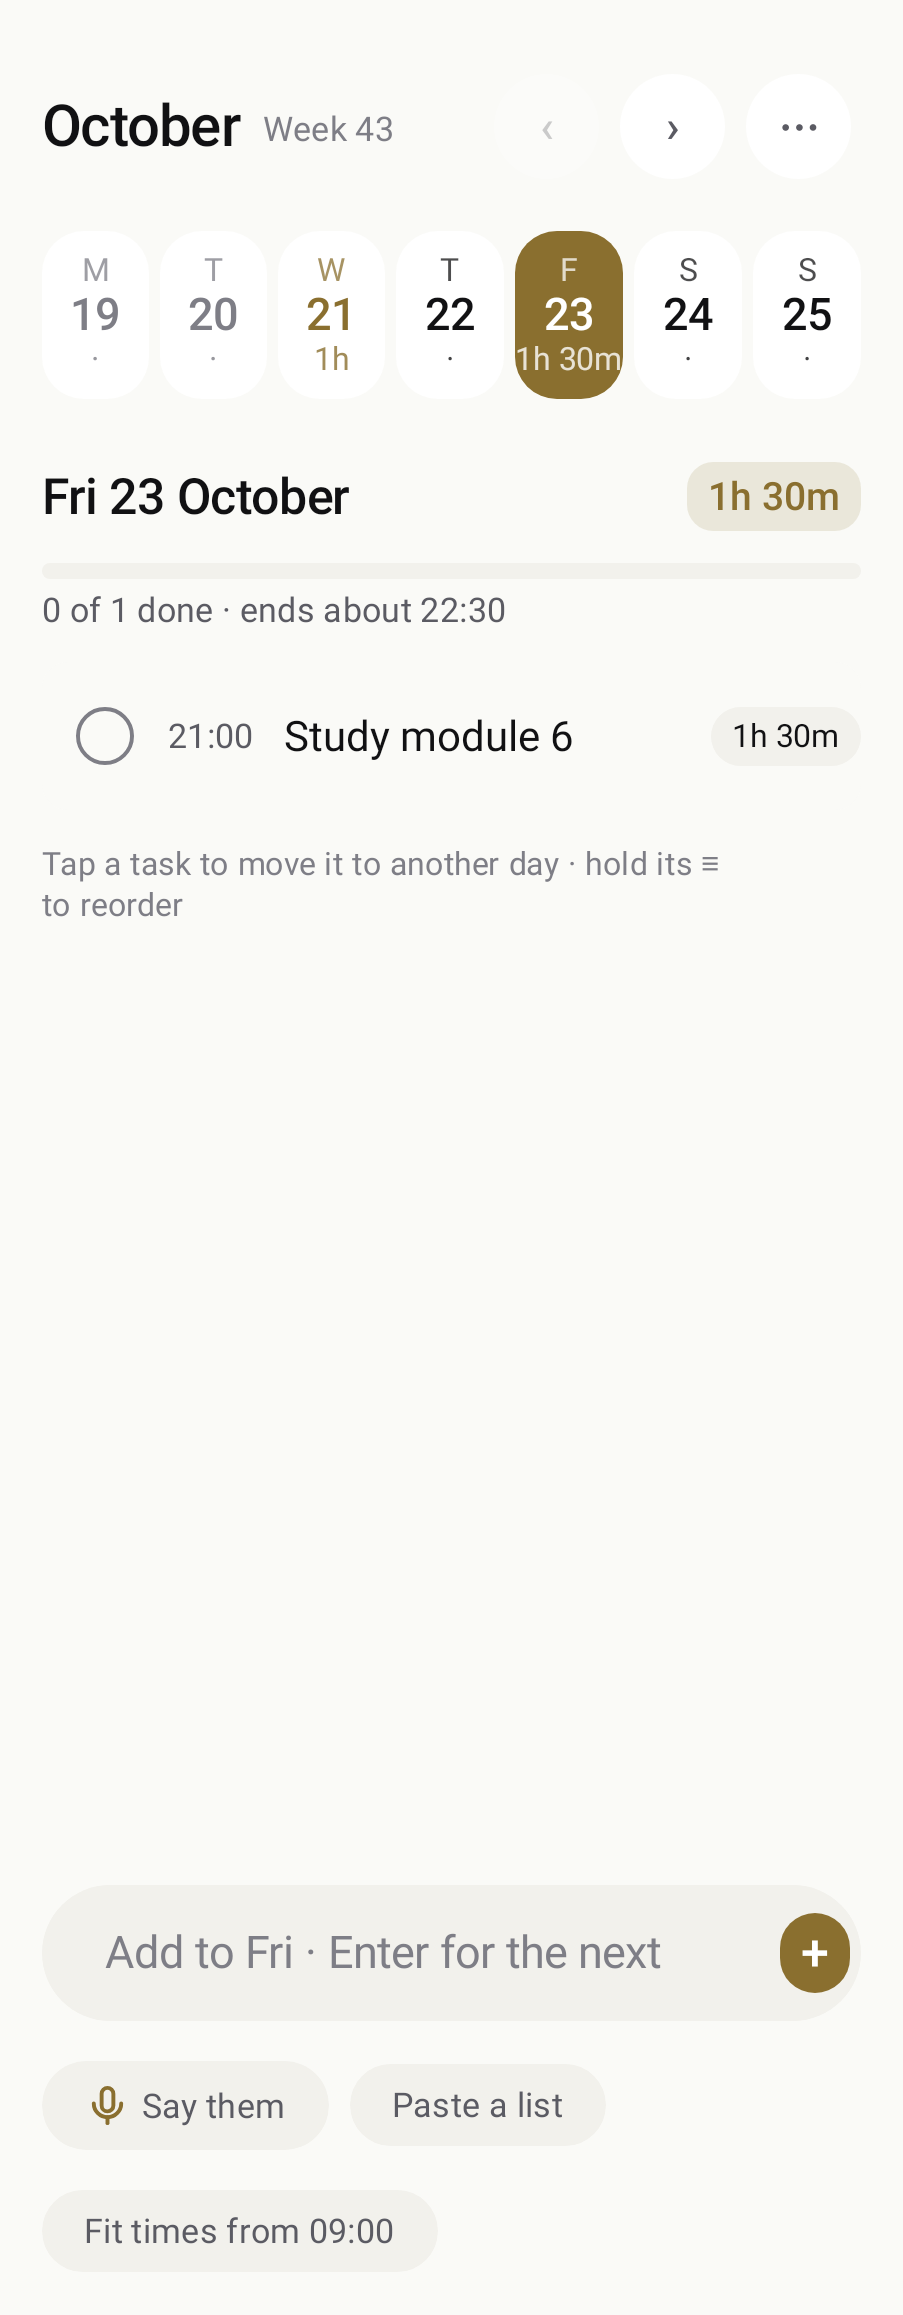 October Week 43 ‹ › ···
M T W T F S S
19 20 21 22 23 24 25
· · 1h · 1h 30m · ·
Fri 23 October 1h 30m
0 of 1 done · ends about 22:30
21:00 Study module 6 1h 30m
Tap a task to move it to another day · hold its ≡
to reorder
Add to Fri · Enter for the next +
Say them Paste a list
Fit times from 09:00